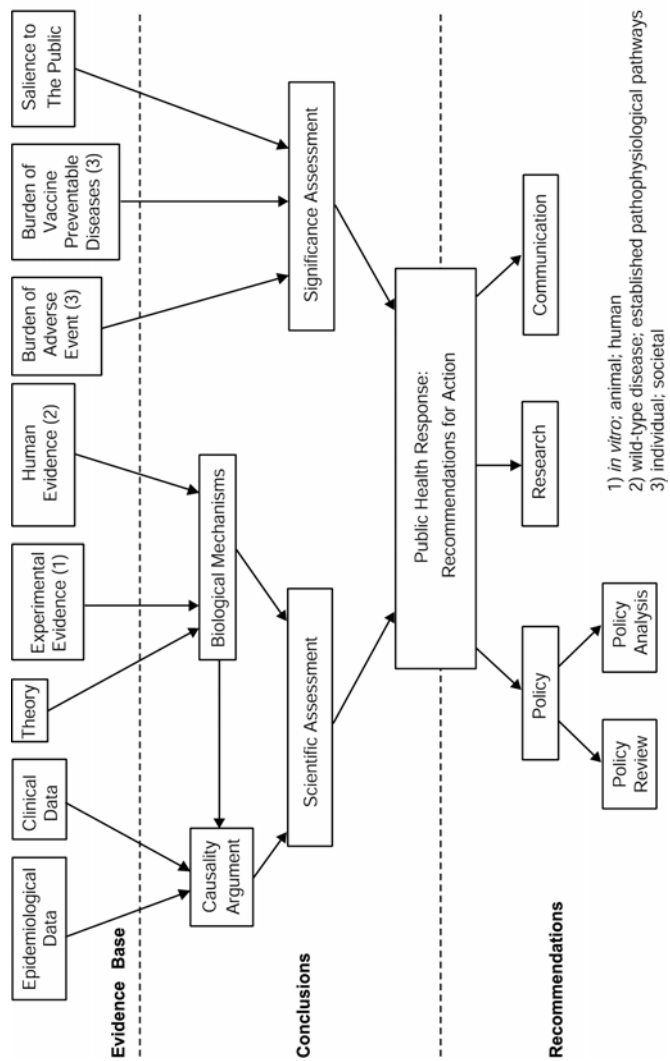 Epidemiological
Data
Clinical
Data
Theory
Experimental
Evidence (1)
Human
Evidence (2)
Burden of
Adverse
Event (3)
Burden of
Vaccine
Preventable
Diseases (3)
Salience to
The Public
Evidence Base
Causality
Argument
Biological Mechanisms
Conclusions
Scientific Assessment
Significance Assessment
Public Health Response:
Recommendations for Action
Recommendations
Policy
Research
Communication
Policy
Review
Policy
Analysis
1) in vitro; animal; human
2) wild-type disease; established pathophysiological pathways
3) individual; societal